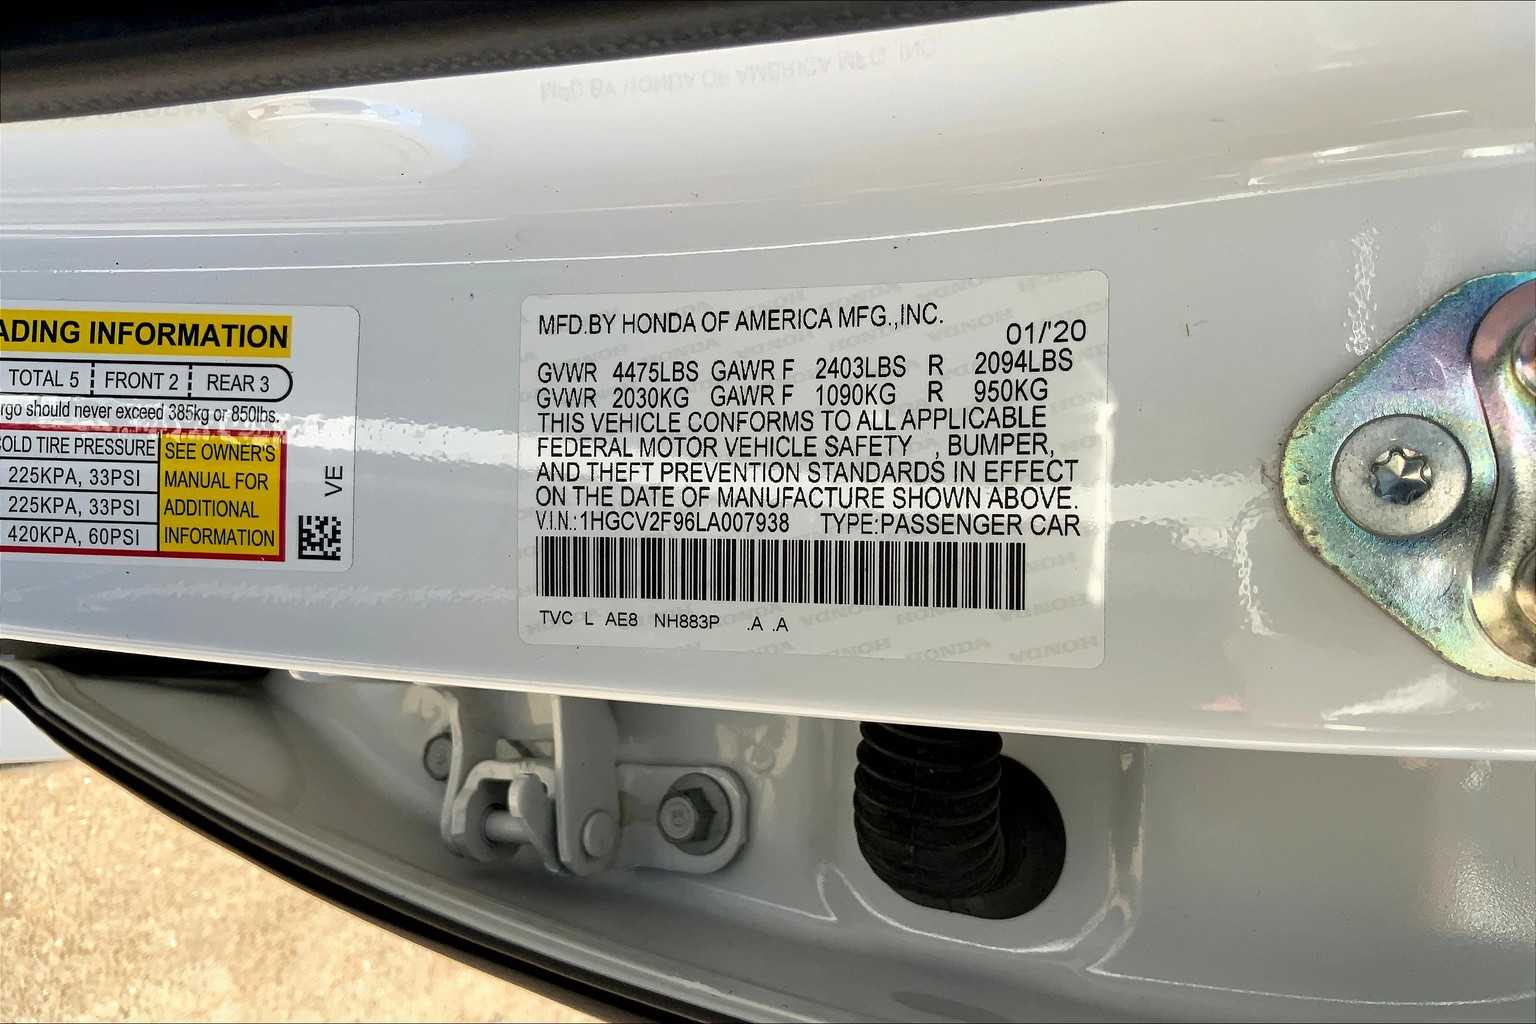 ADING INFORMATION
TOTAL 5 FRONT 2 REAR 3
rgo should never exceed 385kg or 850lbs.
OLD TIRE PRESSURE
225KPA, 33PSI
225KPA, 33PSI
420KPA, 60PSI
SEE OWNER'S
MANUAL FOR
ADDITIONAL
INFORMATION
VE
MFD.BY HONDA OF AMERICA MFG.,INC.
01/'20
GVWR 4475LBS GAWR F 2403LBS R 2094LBS
GVWR 2030KG GAWR F 1090KG R 950KG
THIS VEHICLE CONFORMS TO ALL APPLICABLE
FEDERAL MOTOR VEHICLE SAFETY , BUMPER,
AND THEFT PREVENTION STANDARDS IN EFFECT
ON THE DATE OF MANUFACTURE SHOWN ABOVE.
V.I.N.:1HGCV2F96LA007938 TYPE:PASSENGER CAR
TVC L AE8 NH883P .A .A